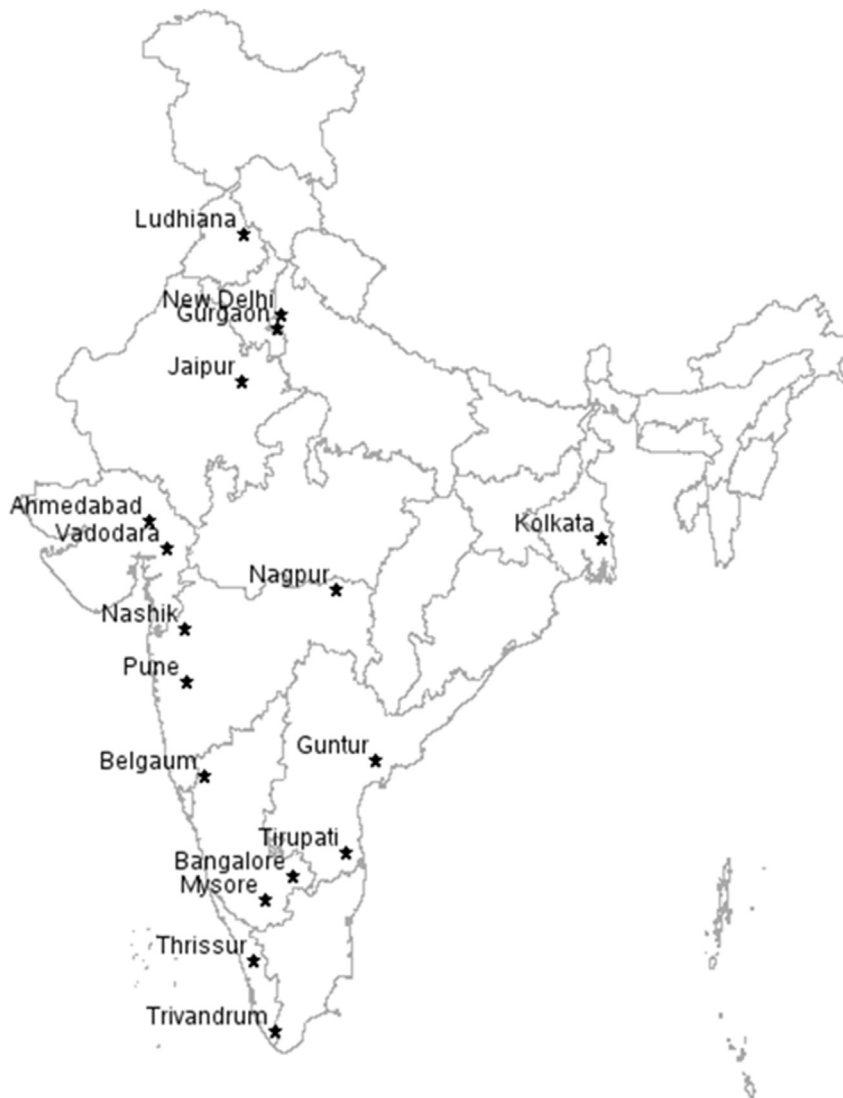 Ludhiana
New Delhi
Gurgaon
Jaipur
Ahmedabad
Vadodara
Kolkata
Nagpur
Nashik
Pune
Belgaum
Guntur
Tirupati
Bangalore
Mysore
Thrissur
Trivandrum